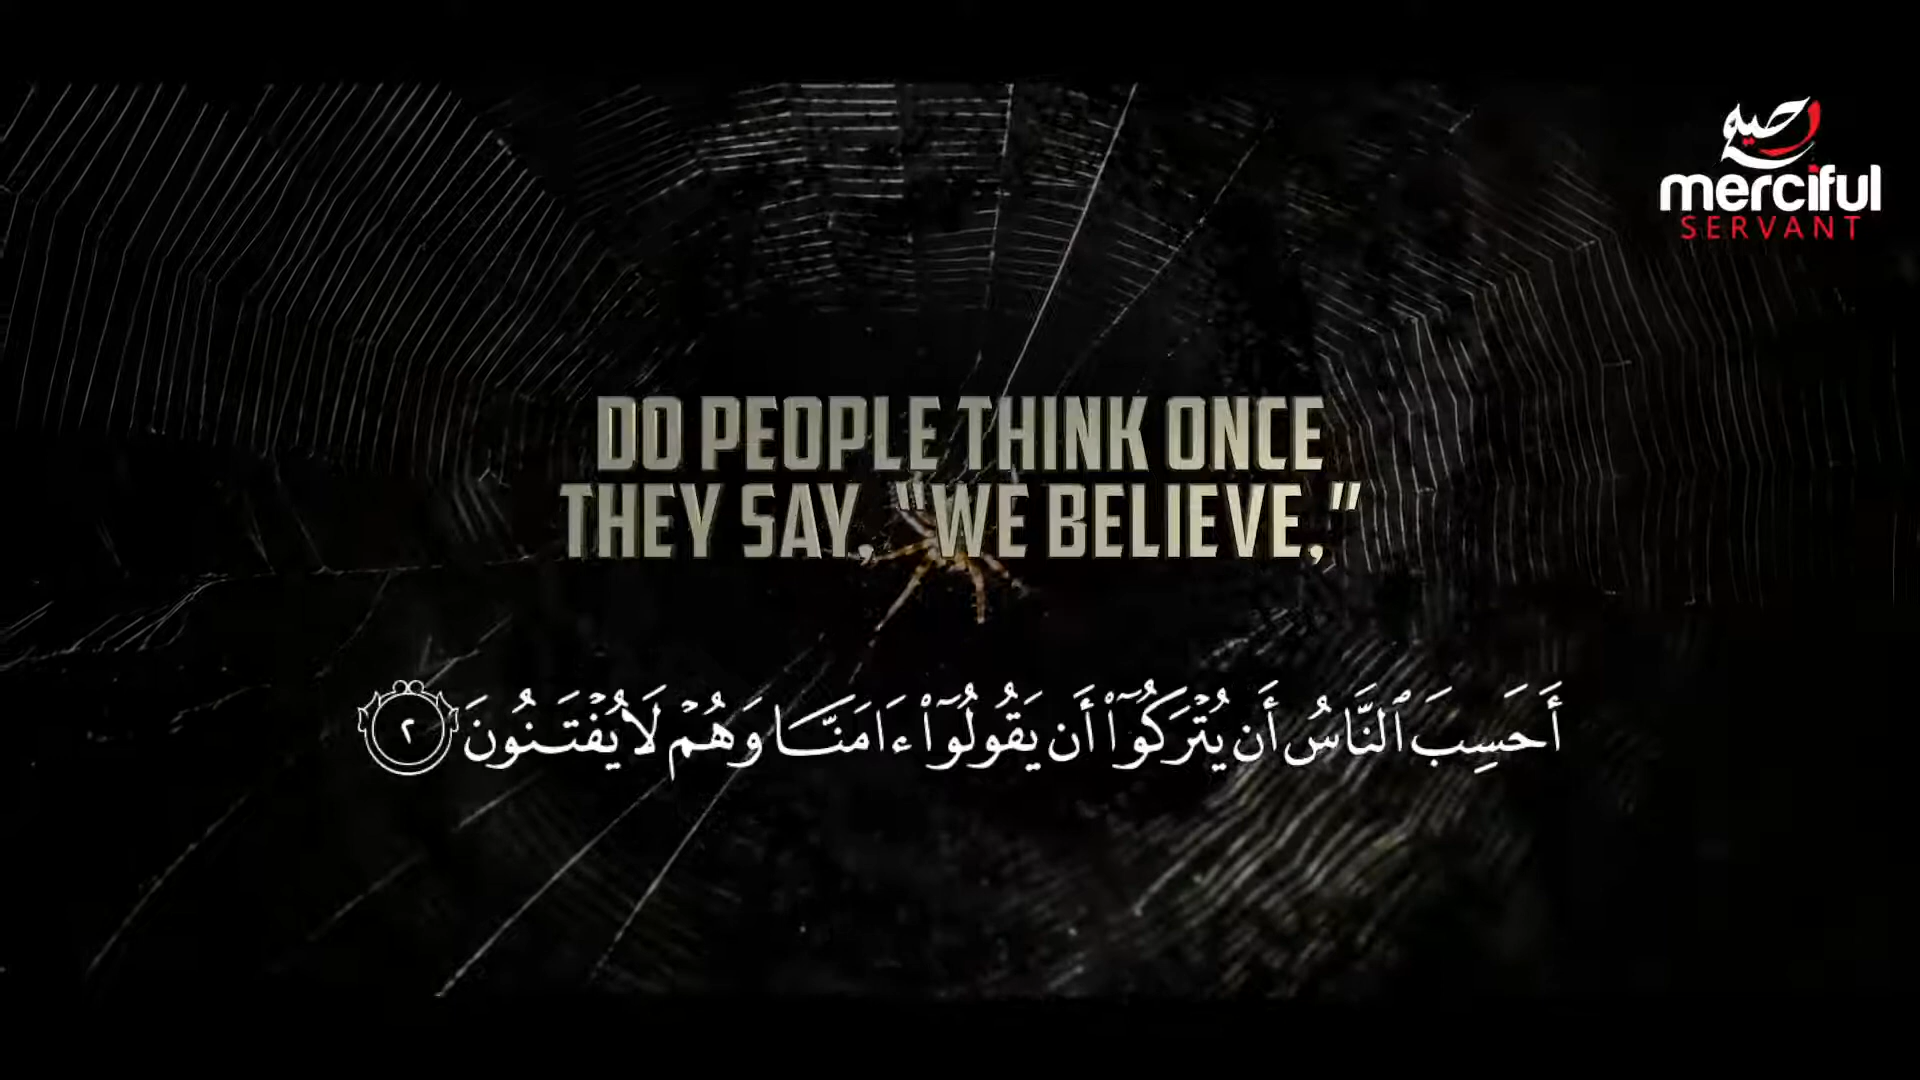 رحيم
merciful
SERVANT
DO PEOPLE THINK ONCE
THEY SAY, “WE BELIEVE,”
أَحَسِبَ ٱلنَّاسُ أَن يُتْرَكُوٓا۟ أَن يَقُولُوٓا۟ ءَامَنَّا وَهُمْ لَا يُفْتَنُونَ ٢